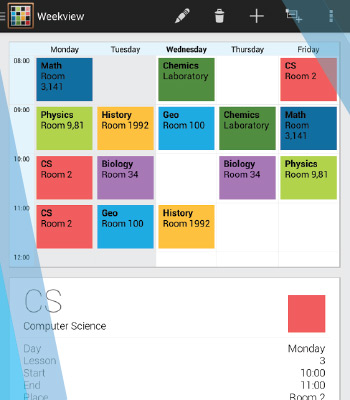 Weekview
Monday Tuesday Wednesday Thursday Friday
08:00 Math Room 3,141 Chemics Laboratory CS Room 2
09:00 Physics Room 9,81 History Room 1992 Geo Room 100 Chemics Laboratory Math Room 3,141
10:00 CS Room 2 Biology Room 34 Biology Room 34 Physics Room 9,81
11:00 CS Room 2 Geo Room 100 History Room 1992
12:00
CS
Computer Science
Day Monday
Lesson 3
Start 10:00
End 11:00
Place Room 2